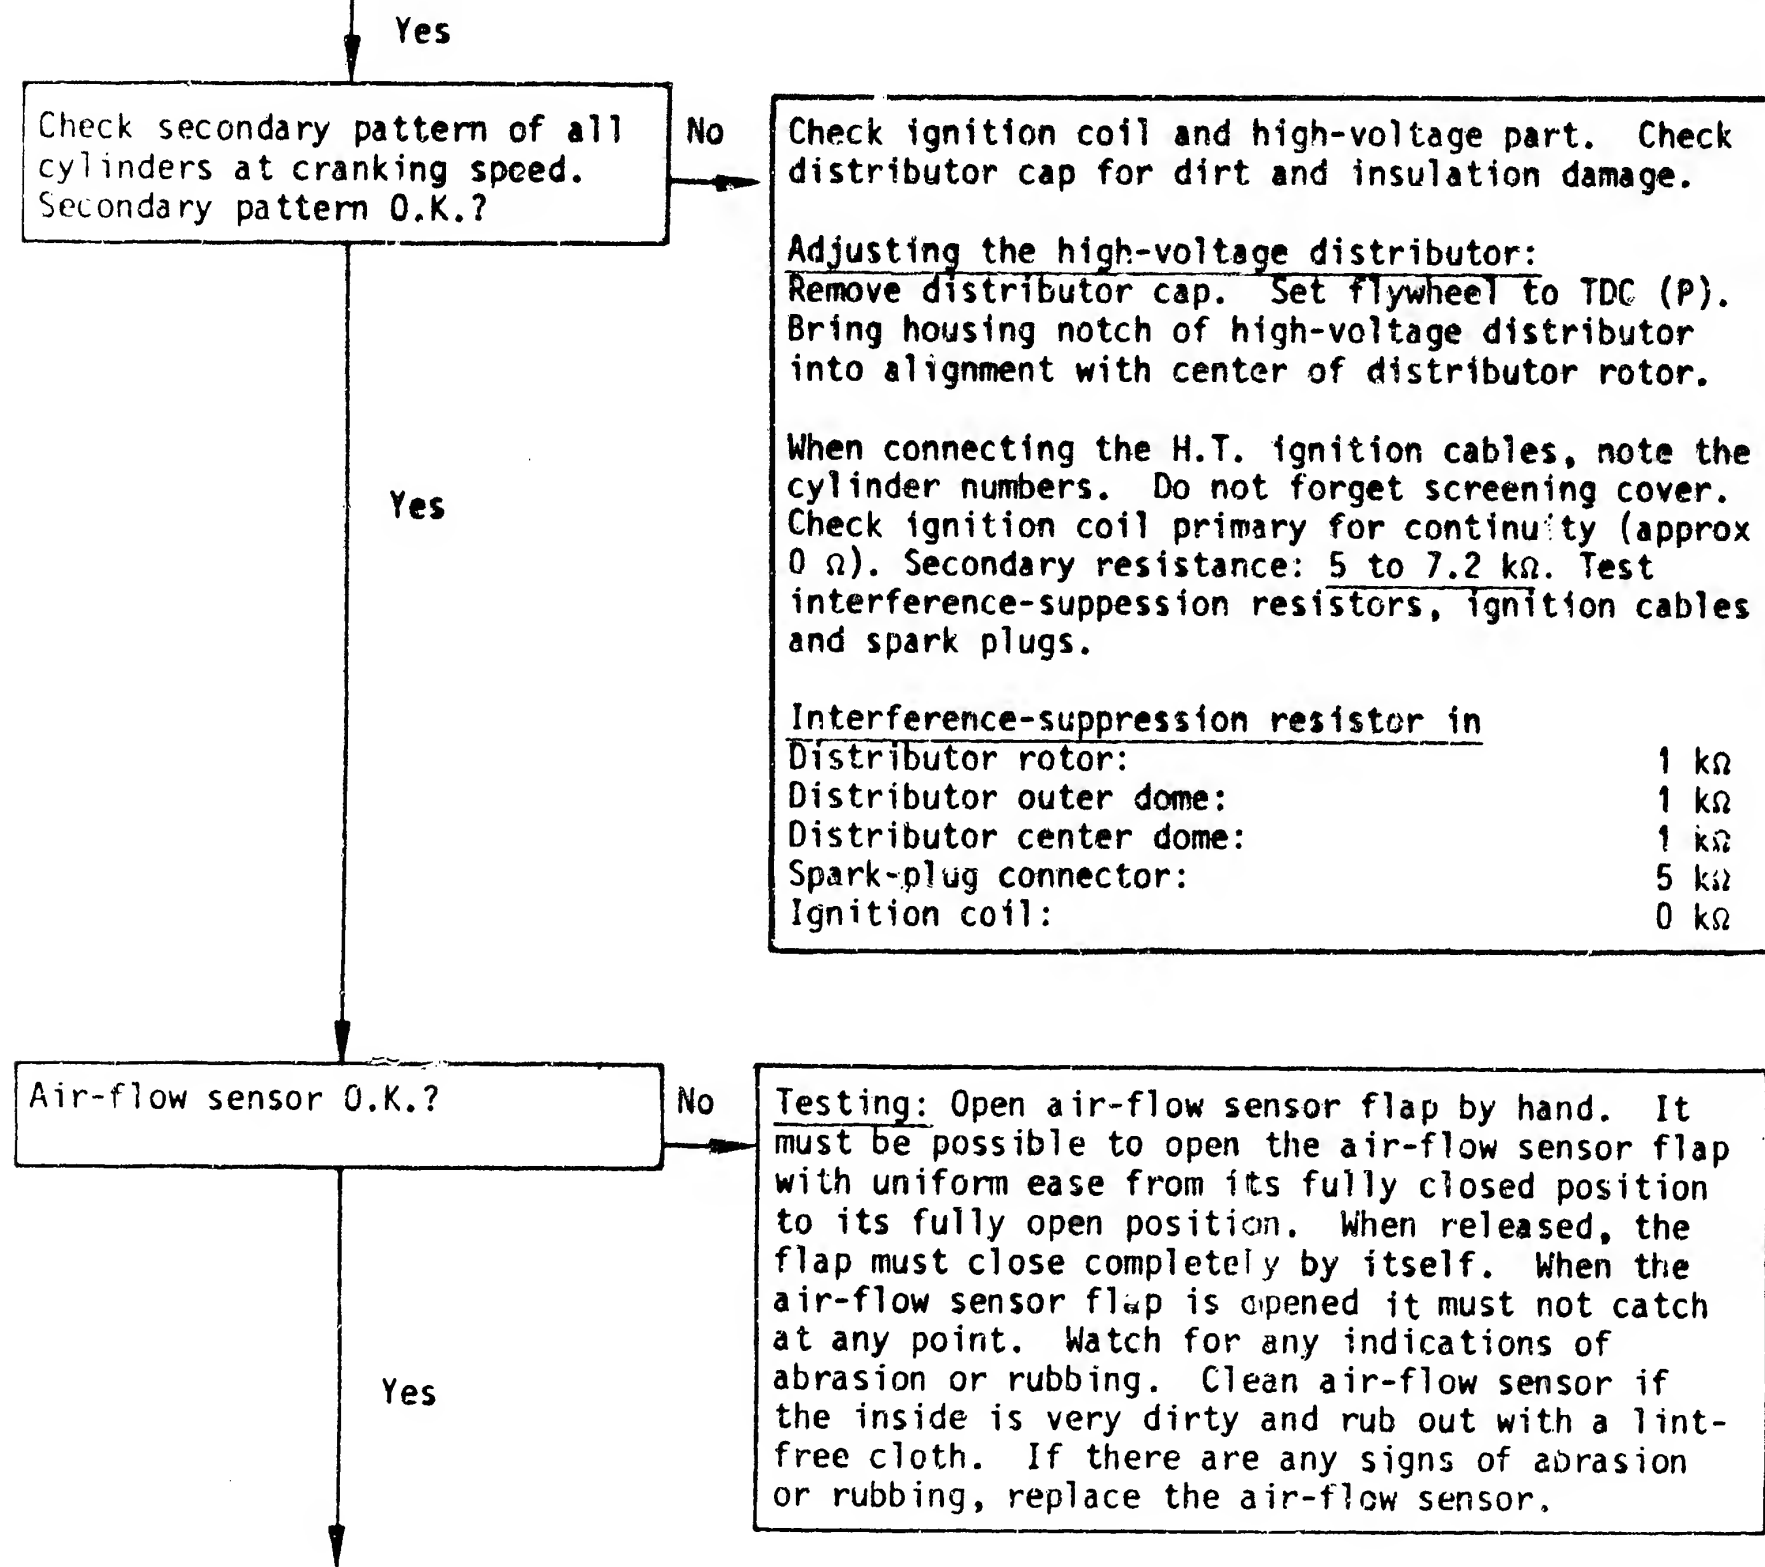 Yes
Check secondary pattern of all
cylinders at cranking speed.
Secondary pattern O.K.?
No
Check ignition coil and high-voltage part. Check
distributor cap for dirt and insulation damage.
Adjusting the high-voltage distributor:
Remove distributor cap. Set flywheel to TDC (P).
Bring housing notch of high-voltage distributor
into alignment with center of distributor rotor.
When connecting the H.T. ignition cables, note the
cylinder numbers. Do not forget screening cover.
Check ignition coil primary for continuity (approx
0 Ω). Secondary resistance: 5 to 7.2 kΩ. Test
interference-suppession resistors, ignition cables
and spark plugs.
Interference-suppression resistor in
Distributor rotor: 1 kΩ
Distributor outer dome: 1 kΩ
Distributor center dome: 1 kΩ
Spark-plug connector: 5 kΩ
Ignition coil: 0 kΩ
Yes
Air-flow sensor O.K.?
No
Testing: Open air-flow sensor flap by hand. It
must be possible to open the air-flow sensor flap
with uniform ease from its fully closed position
to its fully open position. When released, the
flap must close completely by itself. When the
air-flow sensor flap is opened it must not catch
at any point. Watch for any indications of
abrasion or rubbing. Clean air-flow sensor if
the inside is very dirty and rub out with a lint-
free cloth. If there are any signs of abrasion
or rubbing, replace the air-flow sensor.
Yes